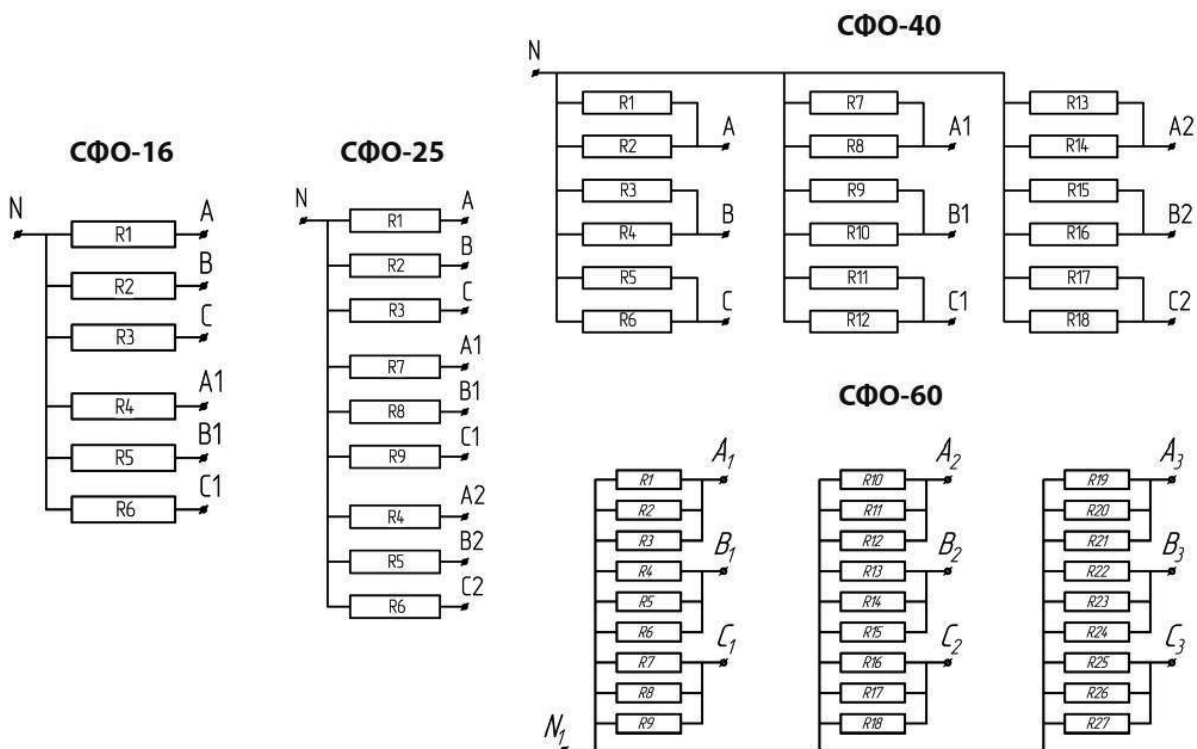 СФО-16
N
R1
A
R2
B
R3
C
R4
A1
R5
B1
R6
C1
СФО-25
N
R1
A
R2
B
R3
C
R7
A1
R8
B1
R9
C1
R4
A2
R5
B2
R6
C2
СФО-40
N
R1
R2
A
R3
R4
B
R5
R6
C
R7
R8
A1
R9
R10
B1
R11
R12
C1
R13
R14
A2
R15
R16
B2
R17
R18
C2
СФО-60
R1
A1
R2
R3
R4
B1
R5
R6
R7
C1
R8
R9
N1
R10
A2
R11
R12
R13
B2
R14
R15
R16
C2
R17
R18
R19
A3
R20
R21
R22
B3
R23
R24
R25
C3
R26
R27